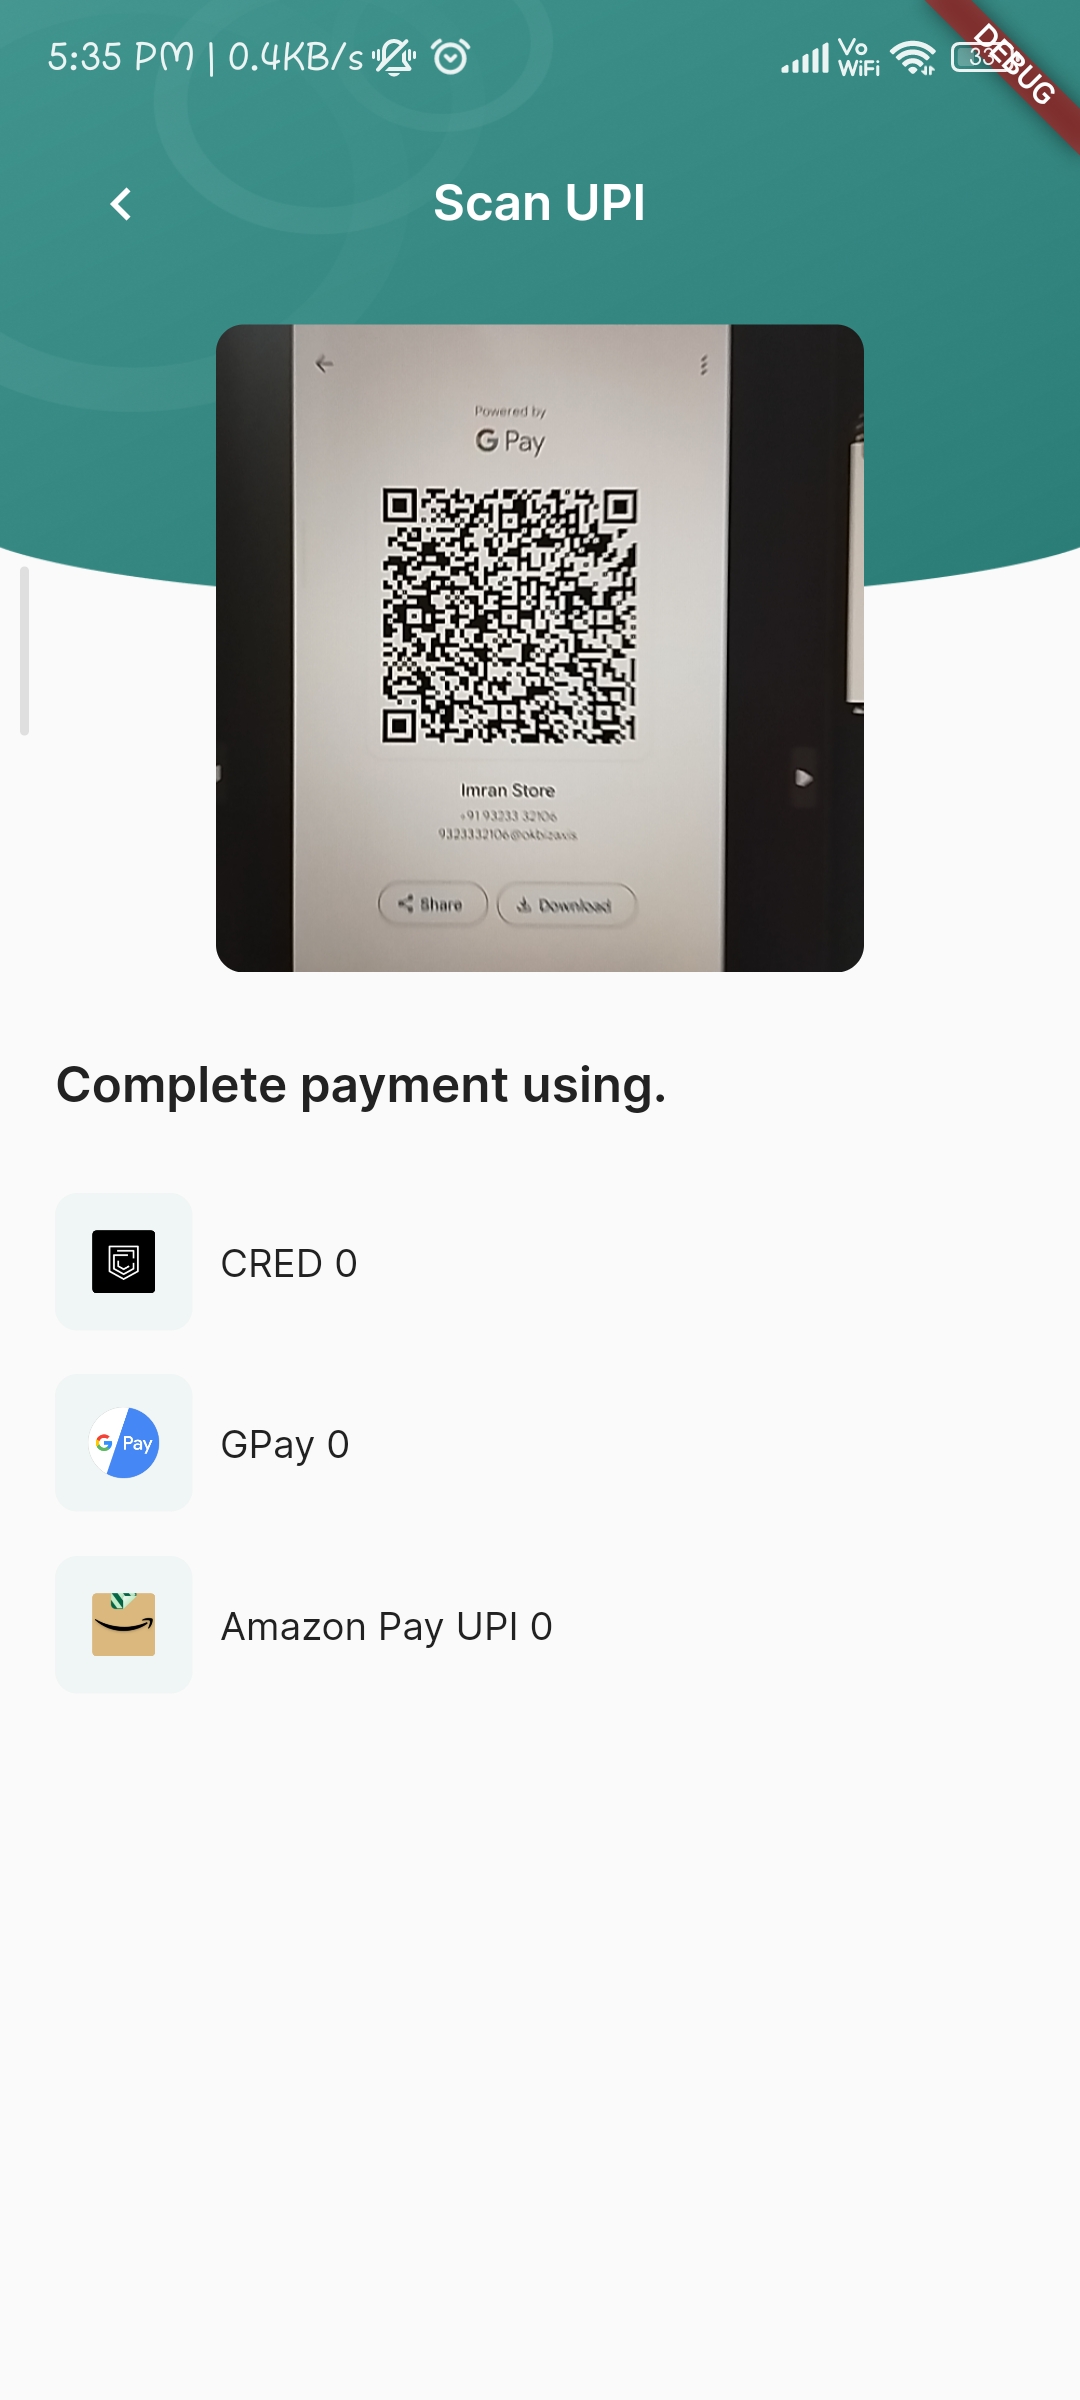 5:35 PM | 0.4KB/s
Vo
WiFi
33
DEBUG
Scan UPI
Powered by
G Pay
Imran Store
+91 93233 32106
9323332106@okbizaxis
Share
Download
Complete payment using.
CRED 0
G Pay
GPay 0
Amazon Pay UPI 0